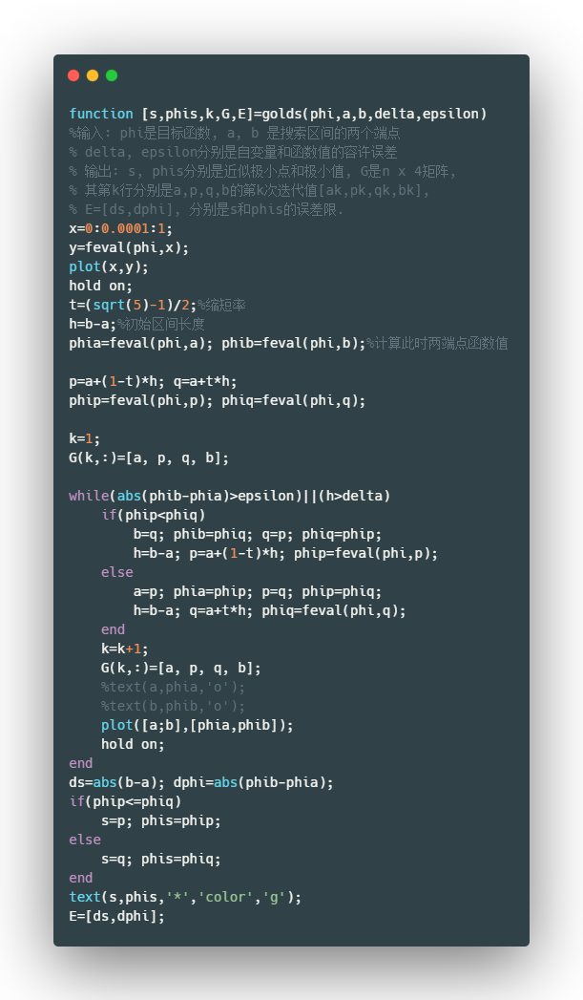 function [s,phis,k,G,E]=golds(phi,a,b,delta,epsilon)
%输入: phi是目标函数, a, b 是搜索区间的两个端点
% delta, epsilon分别是自变量和函数值的容许误差
% 输出: s, phis分别是近似极小点和极小值, G是n x 4矩阵,
% 其第k行分别是a,p,q,b的第k次迭代值[ak,pk,qk,bk],
% E=[ds,dphi], 分别是s和phis的误差限.
x=0:0.0001:1;
y=feval(phi,x);
plot(x,y);
hold on;
t=(sqrt(5)-1)/2;%缩短率
h=b-a;%初始区间长度
phia=feval(phi,a); phib=feval(phi,b);%计算此时两端点函数值
p=a+(1-t)*h; q=a+t*h;
phip=feval(phi,p); phiq=feval(phi,q);
k=1;
G(k,:)=[a, p, q, b];
while(abs(phib-phia)>epsilon)||(h>delta)
    if(phip<phiq)
        b=q; phib=phiq; q=p; phiq=phip;
        h=b-a; p=a+(1-t)*h; phip=feval(phi,p);
    else
        a=p; phia=phip; p=q; phip=phiq;
        h=b-a; q=a+t*h; phiq=feval(phi,q);
    end
    k=k+1;
    G(k,:)=[a, p, q, b];
    %text(a,phia,'o');
    %text(b,phib,'o');
    plot([a;b],[phia,phib]);
    hold on;
end
ds=abs(b-a); dphi=abs(phib-phia);
if(phip<=phiq)
    s=p; phis=phip;
else
    s=q; phis=phiq;
end
text(s,phis,'*','color','g');
E=[ds,dphi];